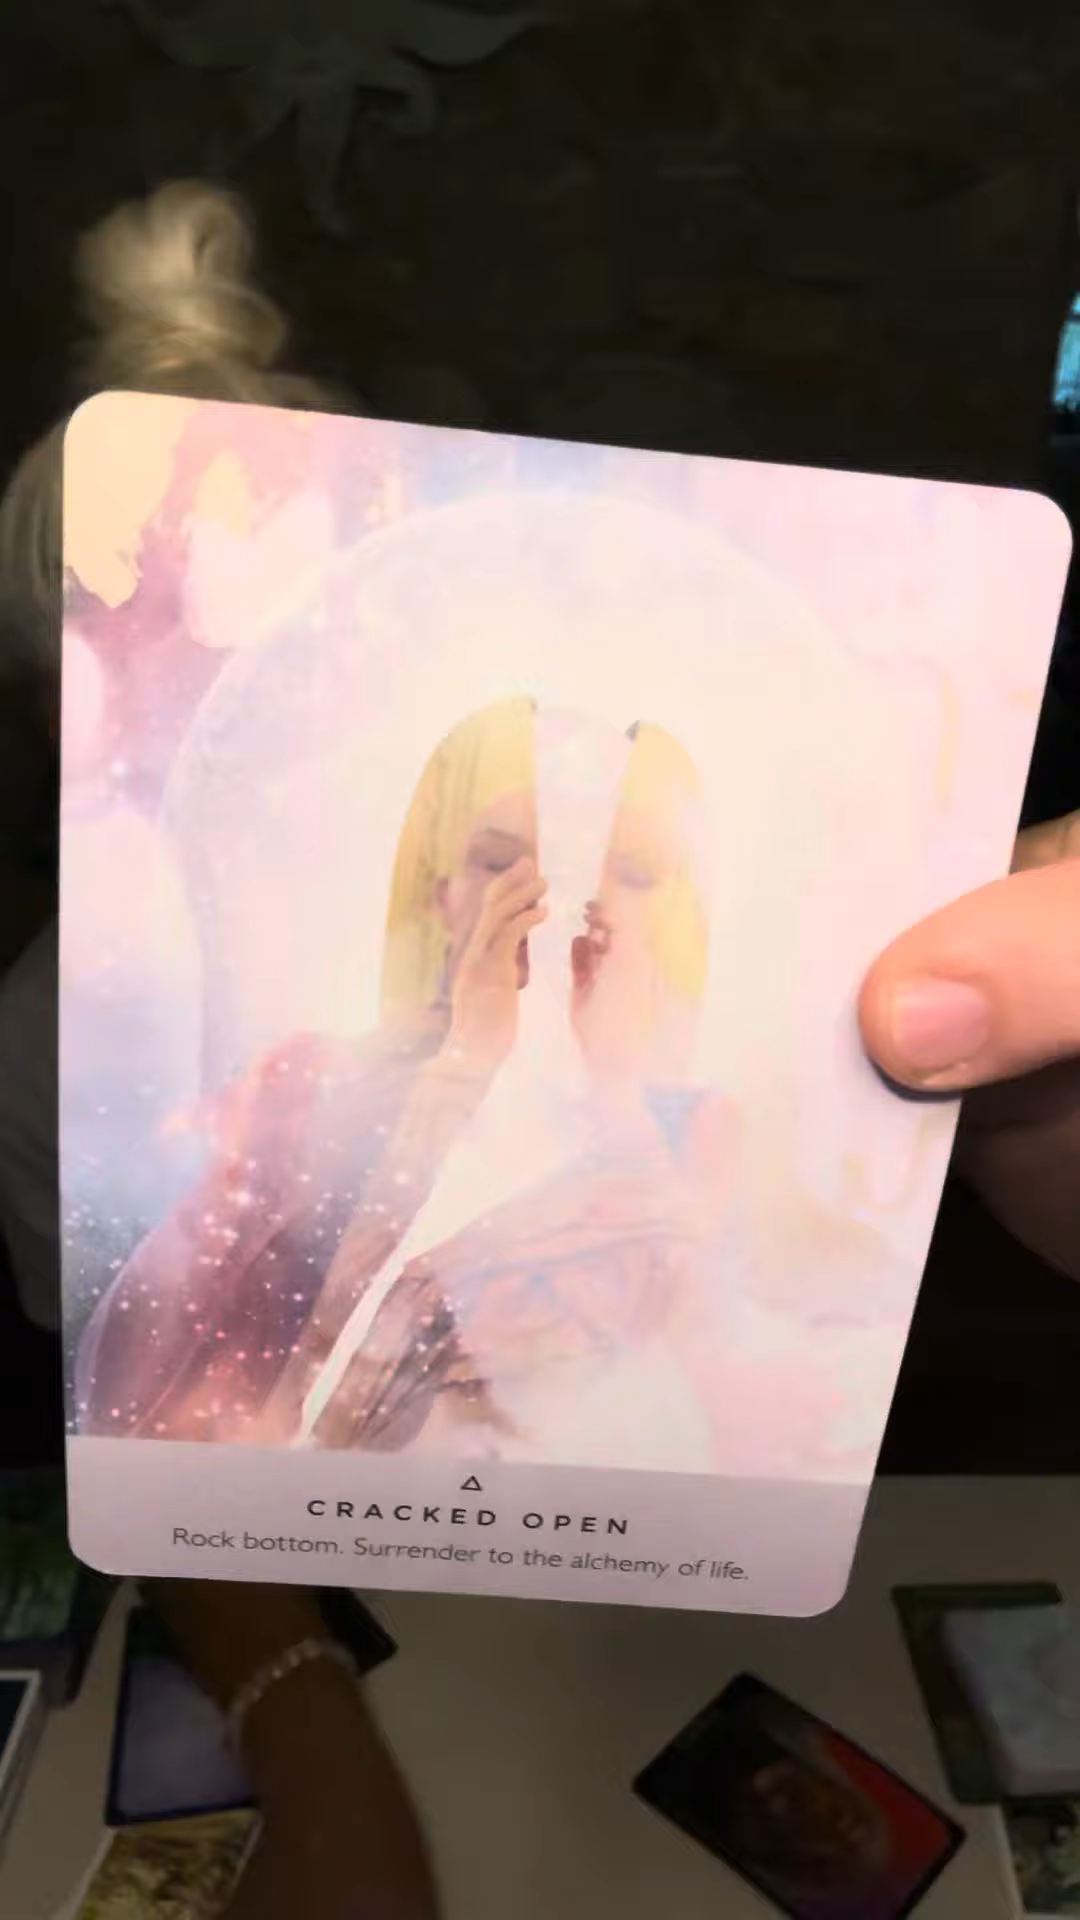 CRACKED OPEN
Rock bottom. Surrender to the alchemy of life.